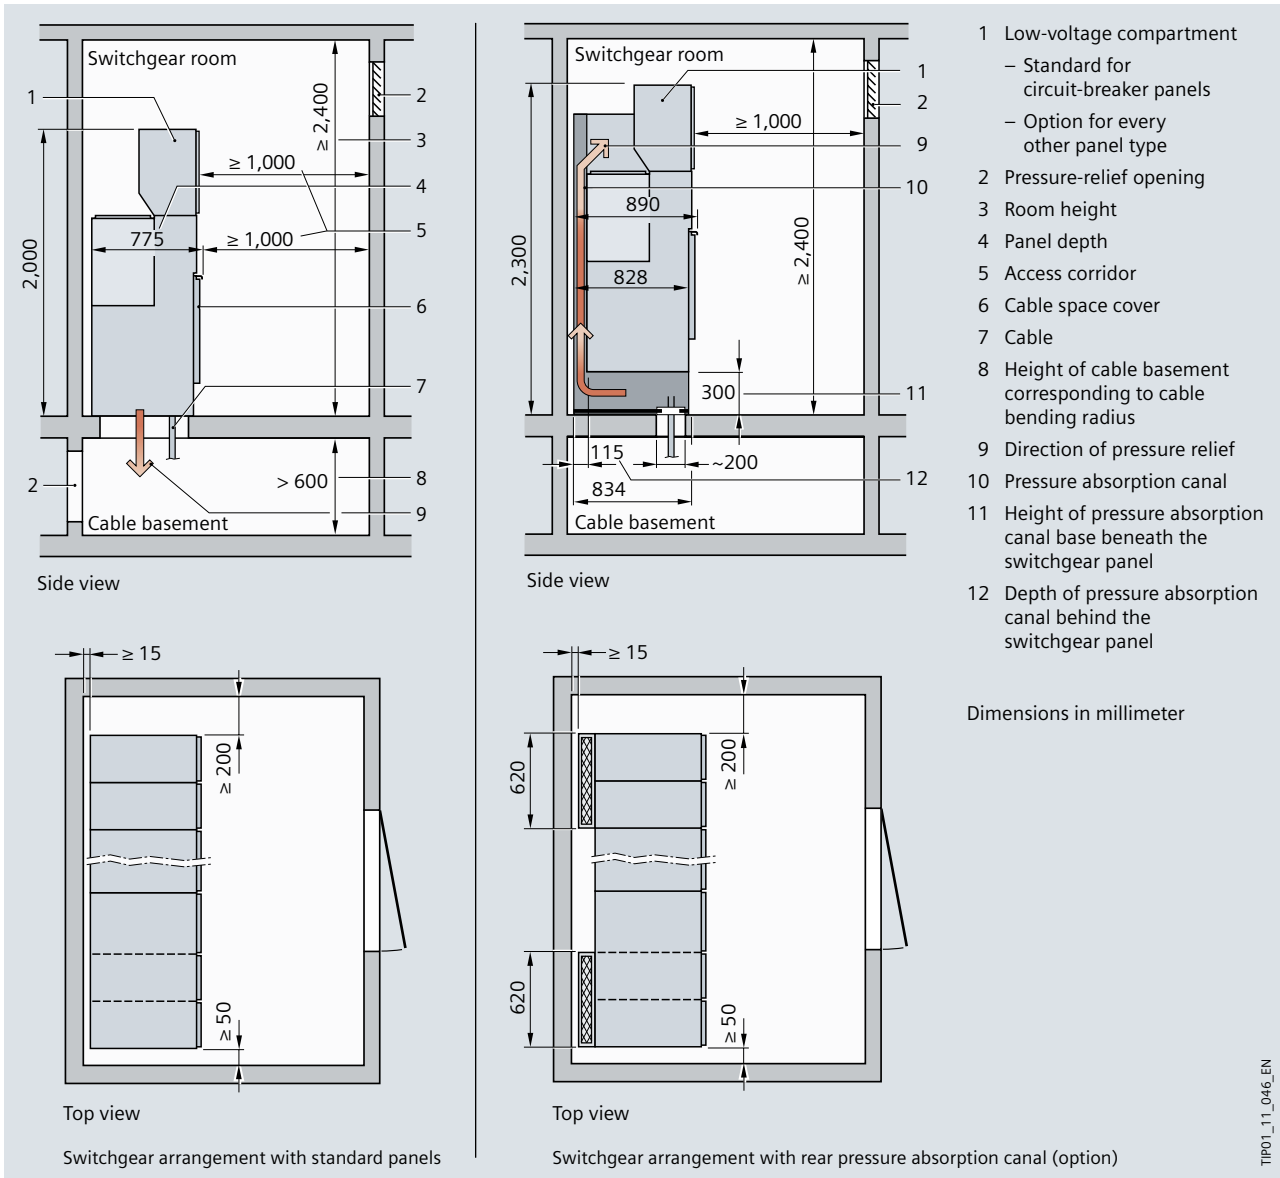 Switchgear room
1
2
≥ 2,400
3
≥ 1,000
4
775
≥ 1,000
5
2,000
6
7
> 600
8
2
9
Cable basement
Side view
≥ 15
≥ 200
≥ 50
Top view
Switchgear arrangement with standard panels
Switchgear room
1
2
≥ 1,000
9
10
890
2,300
≥ 2,400
828
300
11
115
~200
12
834
Cable basement
Side view
≥ 15
620
≥ 200
620
≥ 50
Top view
Switchgear arrangement with rear pressure absorption canal (option)
1 Low-voltage compartment
– Standard for
circuit-breaker panels
– Option for every
other panel type
2 Pressure-relief opening
3 Room height
4 Panel depth
5 Access corridor
6 Cable space cover
7 Cable
8 Height of cable basement
corresponding to cable
bending radius
9 Direction of pressure relief
10 Pressure absorption canal
11 Height of pressure absorption
canal base beneath the
switchgear panel
12 Depth of pressure absorption
canal behind the
switchgear panel
Dimensions in millimeter
TIP01_11_046_EN